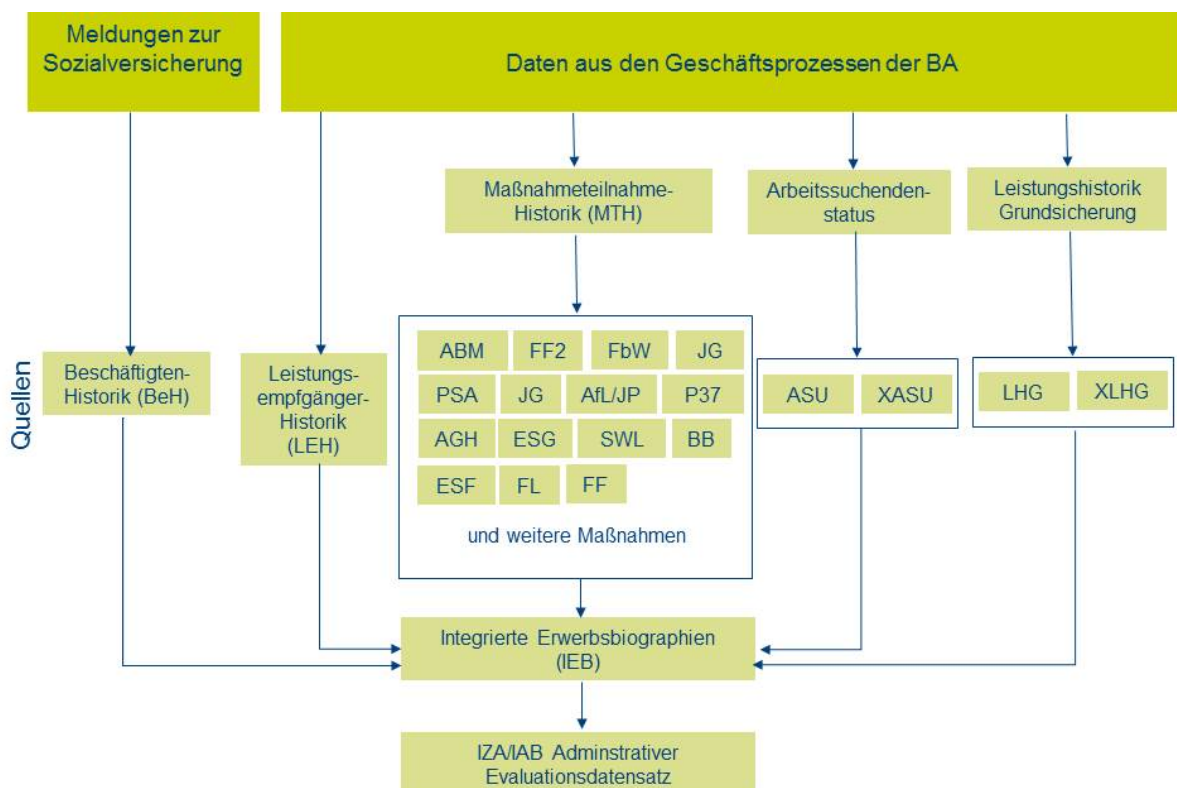 Meldungen zur
Sozialversicherung
Daten aus den Geschäftsprozessen der BA
Maßnahmeteilnahme-
Historik (MTH)
Arbeitssuchenden-
status
Leistungshistorik
Grundsicherung
Quellen
Beschäftigten-
Historik (BeH)
Leistungs-
empfgänger-
Historik
(LEH)
ABM FF2 FbW JG
PSA JG AfL/JP P37
AGH ESG SWL BB
ESF FL FF
und weitere Maßnahmen
ASU XASU
LHG XLHG
Integrierte Erwerbsbiographien
(IEB)
IZA/IAB Adminstrativer
Evaluationsdatensatz